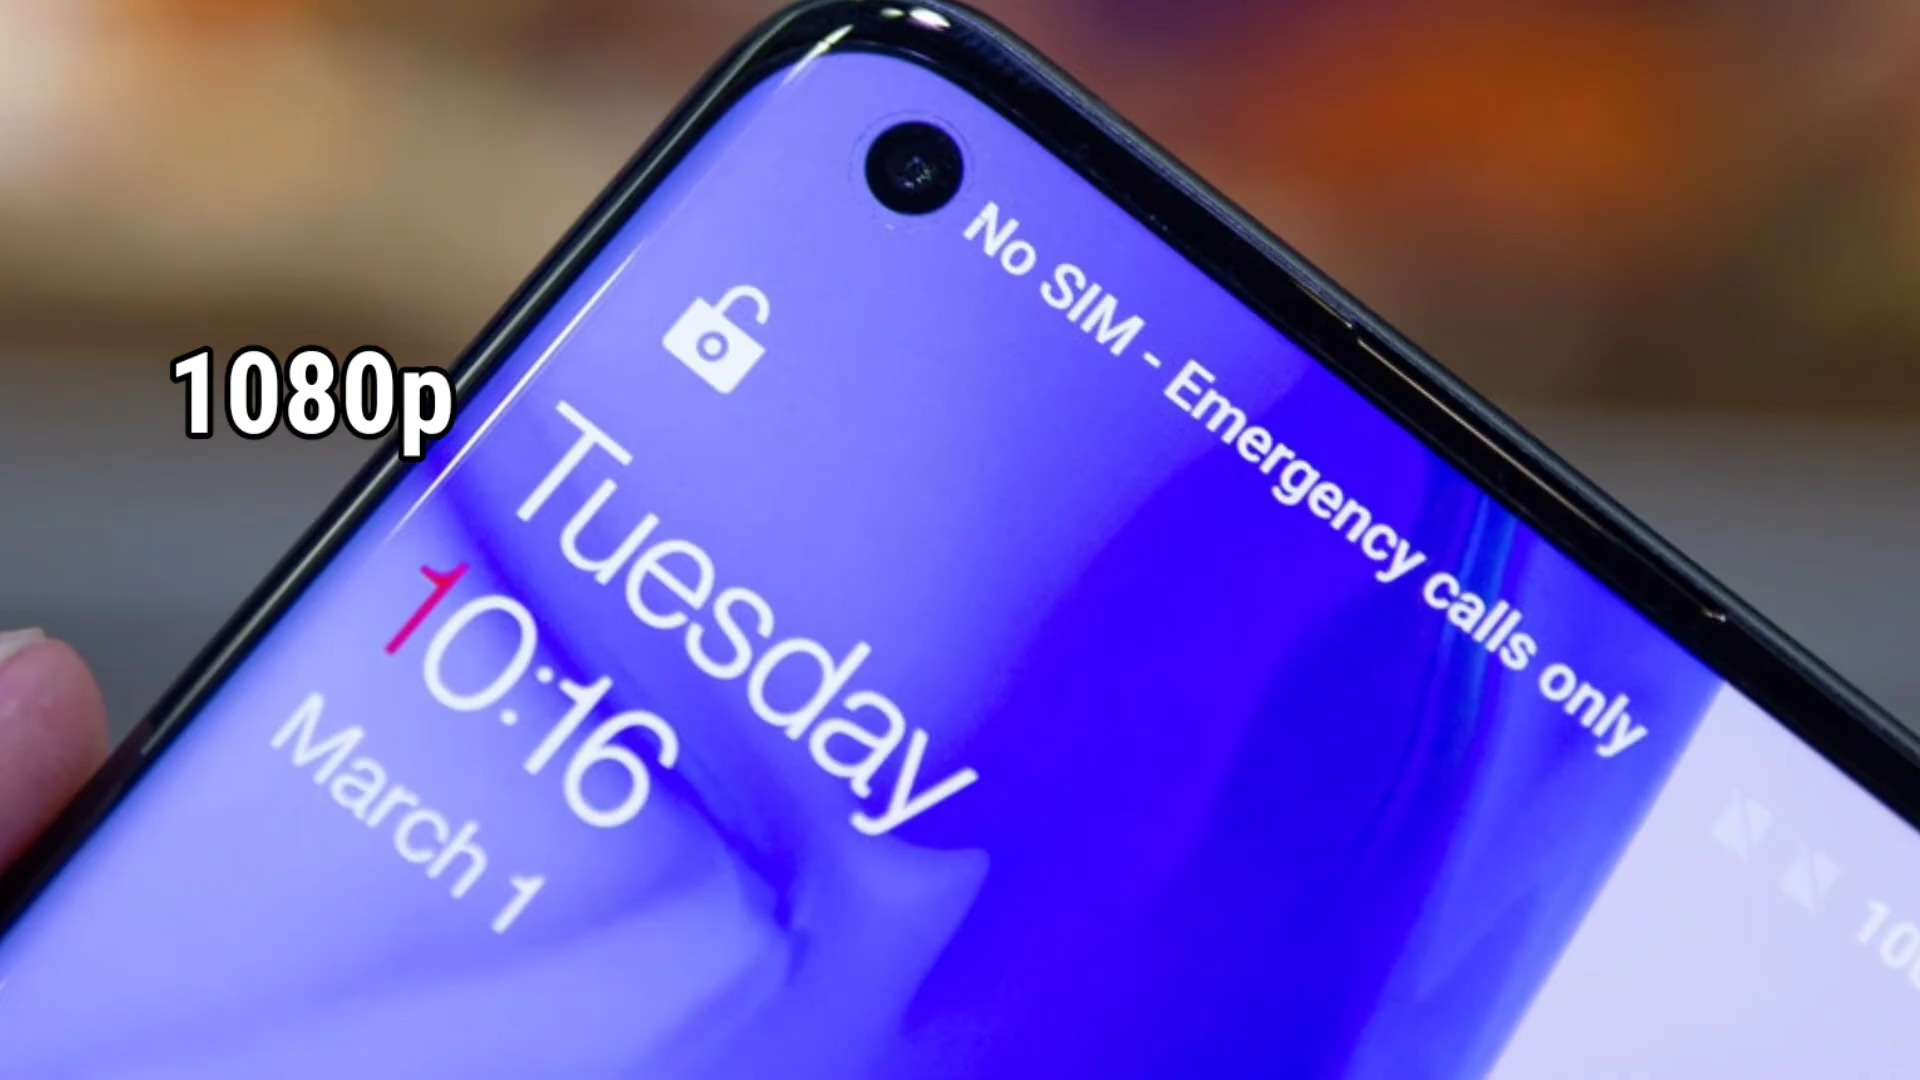 No SIM - Emergency calls only
1080p
Tuesday
10:16
March 1